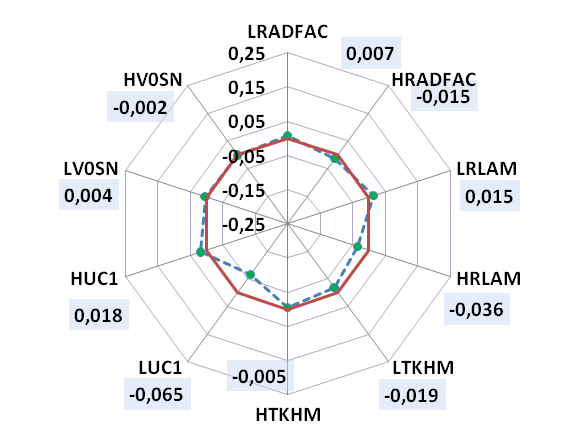 LRADFAC
0,25
0,007
HV0SN
HRADFAC
0,15
-0,002
-0,015
0,05
-0,05
LV0SN
LRLAM
0,004
-0,15
0,015
-0,25
HUC1
HRLAM
0,018
-0,036
LUC1
LTKHM
-0,065
-0,005
-0,019
HTKHM